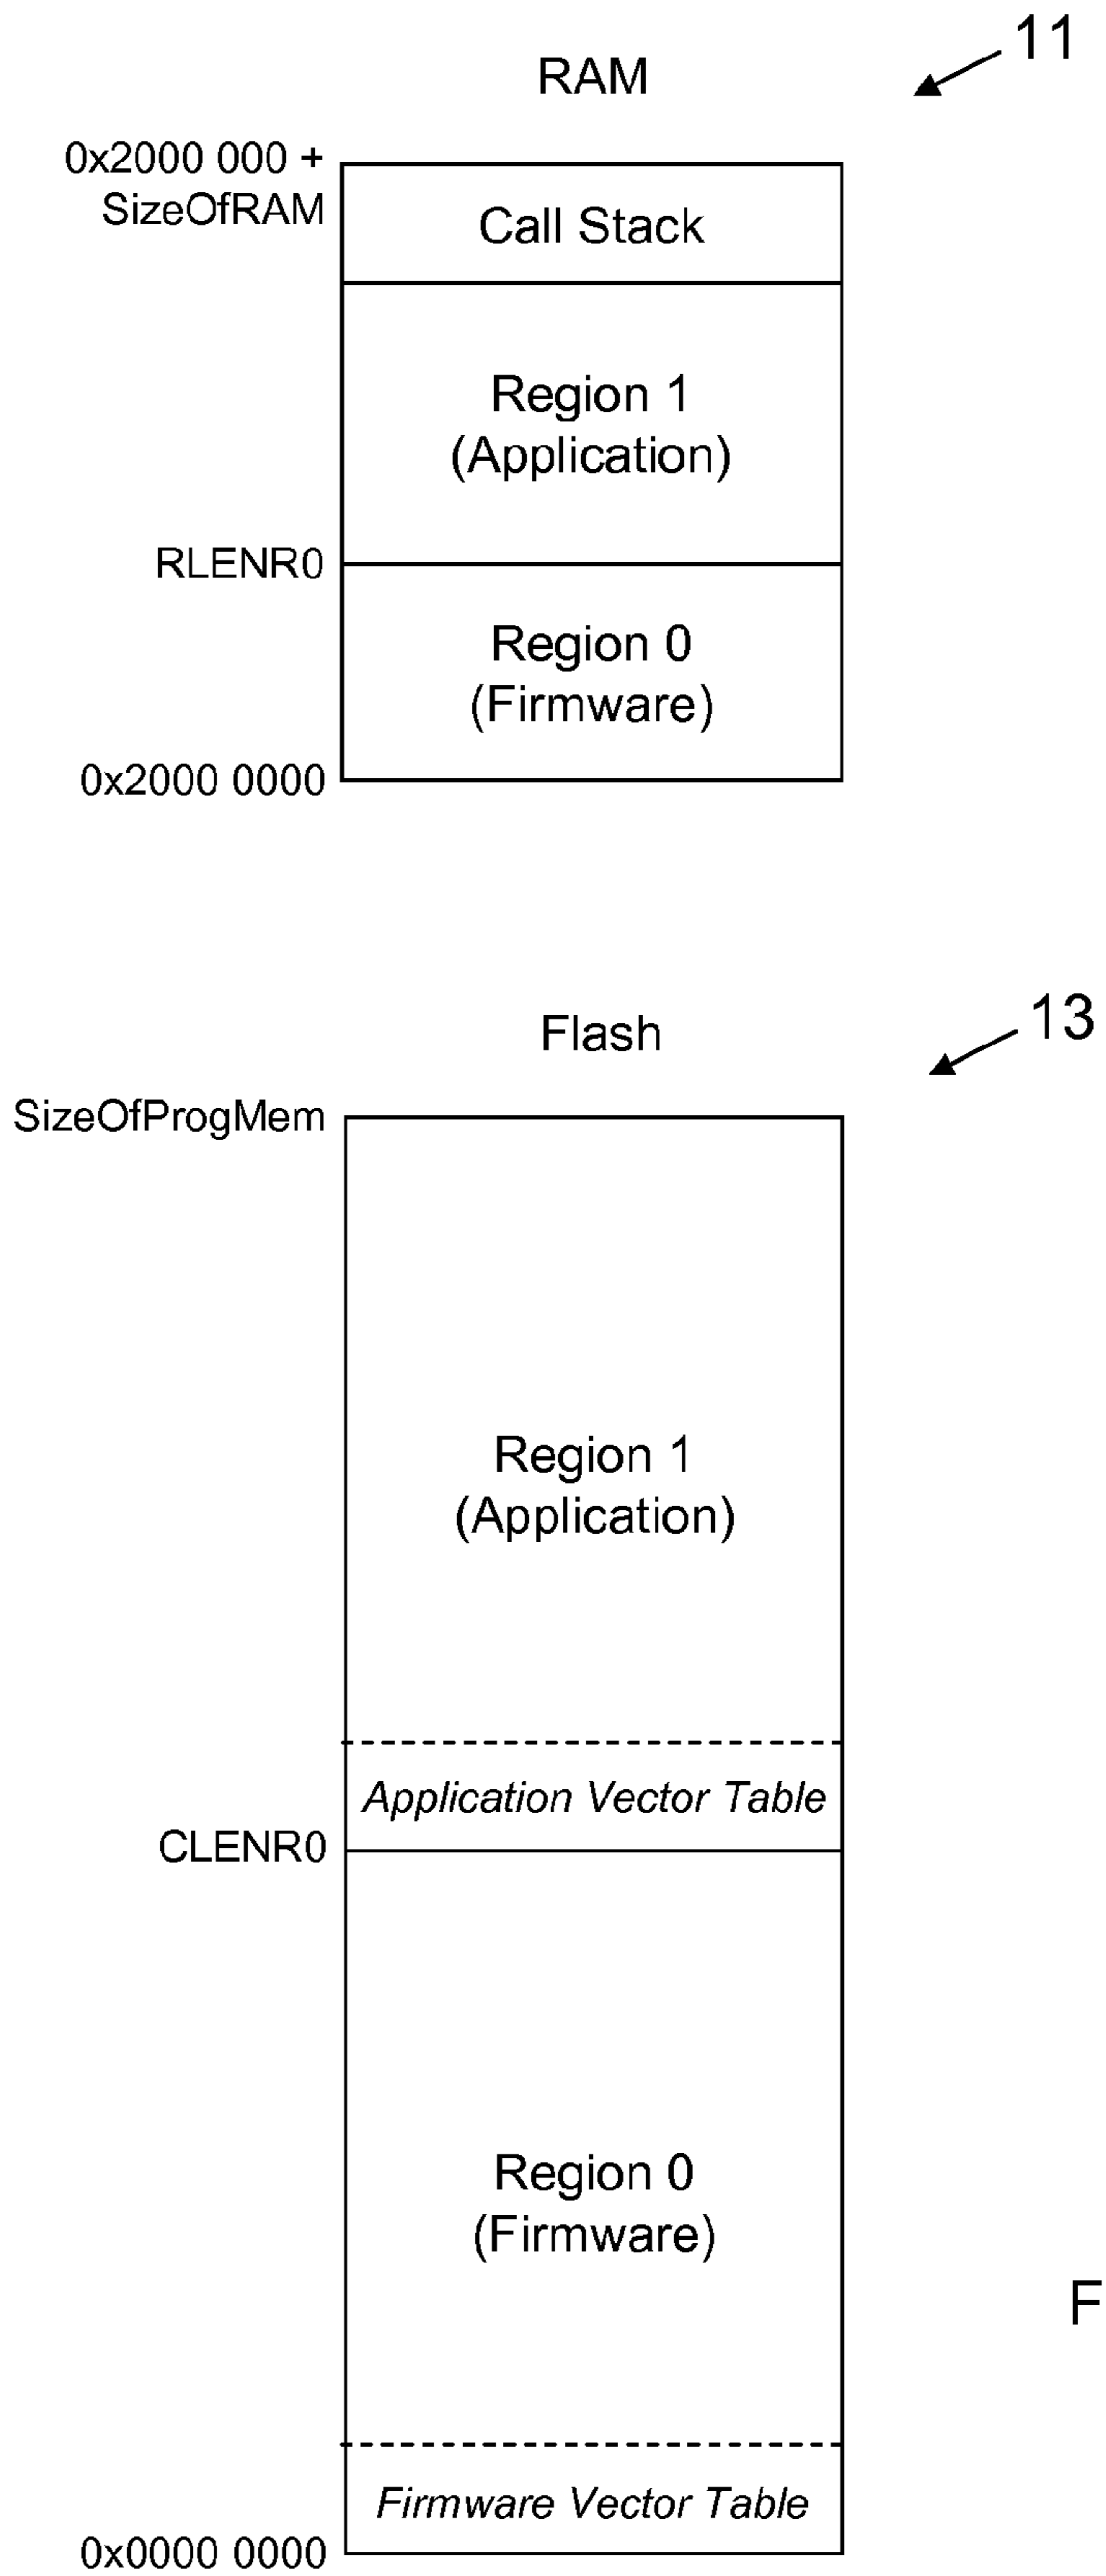 11
RAM
0x2000 000 +
SizeOfRAM
Call Stack
Region 1
(Application)
RLENR0
Region 0
(Firmware)
0x2000 0000
13
Flash
SizeOfProgMem
Region 1
(Application)
Application Vector Table
CLENR0
Region 0
(Firmware)
F
Firmware Vector Table
0x0000 0000